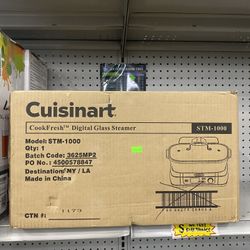 Cuisinart
CookFresh™ Digital Glass Steamer
STM-1000
Model: STM-1000
Qty: 1
Batch Code: 3625MP2
P/O No.: 4500578847
Destination: NY / LA
Made in China
CTN #: 1173